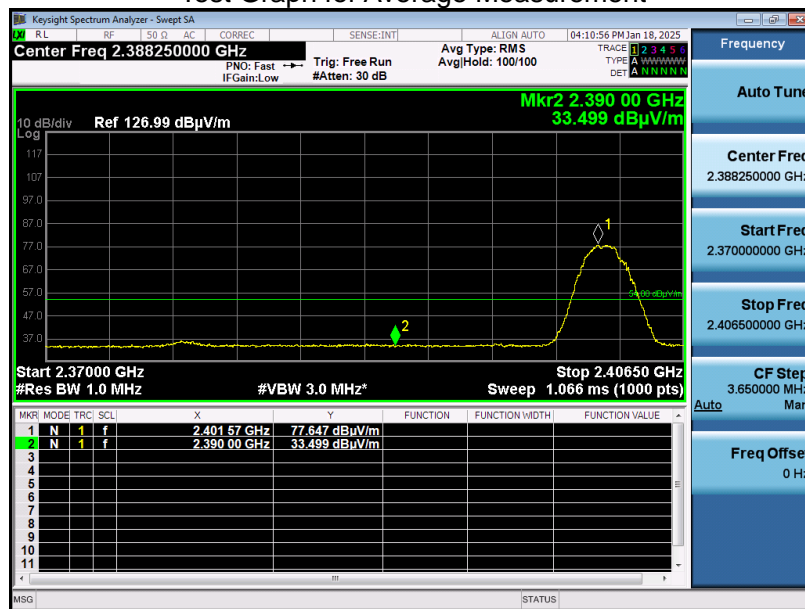 Test Graph for Average Measurement
Keysight Spectrum Analyzer - Swept SA
RL RF 50 Ω AC CORREC SENSE:INT ALIGN AUTO 04:10:56 PM Jan 18, 2025
Center Freq 2.388250000 GHz
PNO: Fast
IFGain:Low
Trig: Free Run
#Atten: 30 dB
Avg Type: RMS
Avg|Hold: 100/100
TRACE 1 2 3 4 5 6
TYPE A WWWWW
DET A N N N N N
Frequency
Mkr2 2.390 00 GHz
33.499 dBµV/m
10 dB/div Ref 126.99 dBµV/m
Log
117
107
97.0
87.0
77.0
67.0
57.0
47.0
37.0
1
2
54.00 dBµV/m
Start 2.37000 GHz Stop 2.40650 GHz
#Res BW 1.0 MHz #VBW 3.0 MHz* Sweep 1.066 ms (1000 pts)
MKR MODE TRC SCL X Y FUNCTION FUNCTION WIDTH FUNCTION VALUE
1 N 1 f 2.401 57 GHz 77.647 dBµV/m
2 N 1 f 2.390 00 GHz 33.499 dBµV/m
3
4
5
6
7
8
9
10
11
MSG STATUS
Auto Tune
Center Freq
2.388250000 GHz
Start Freq
2.370000000 GHz
Stop Freq
2.406500000 GHz
CF Step
3.650000 MHz
Auto Man
Freq Offset
0 Hz